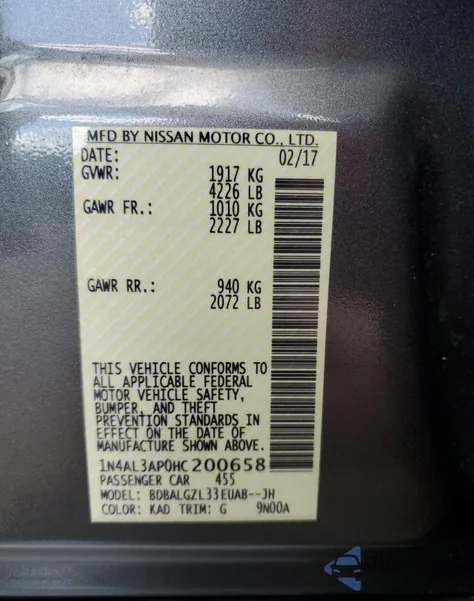 MFD BY NISSAN MOTOR CO., LTD.
DATE: 02/17
GVWR: 1917 KG
4226 LB
GAWR FR.: 1010 KG
2227 LB
GAWR RR.: 940 KG
2072 LB
THIS VEHICLE CONFORMS TO
ALL APPLICABLE FEDERAL
MOTOR VEHICLE SAFETY,
BUMPER, AND THEFT
PREVENTION STANDARDS IN
EFFECT ON THE DATE OF
MANUFACTURE SHOWN ABOVE.
1N4AL3AP0HC200658
PASSENGER CAR 455
MODEL: BDBALGZL33EUAB--JH
COLOR: KAD TRIM: G 9N00A